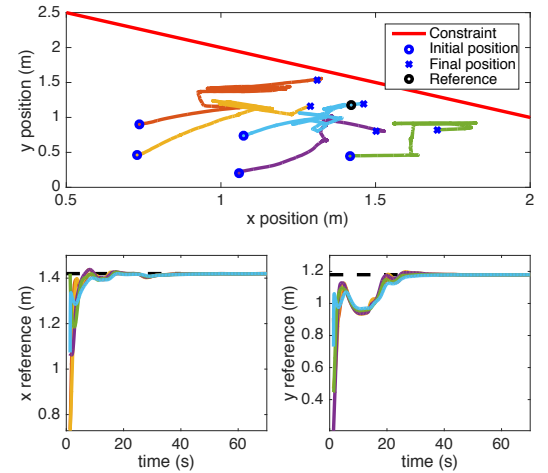 2.5
2
1.5
1
0.5
0
y position (m)
0.5
1
1.5
2
x position (m)
Constraint
Initial position
Final position
Reference
1.4
1.2
1
0.8
x reference (m)
0
20
40
60
time (s)
1.2
1
0.8
0.6
0.4
y reference (m)
0
20
40
60
time (s)